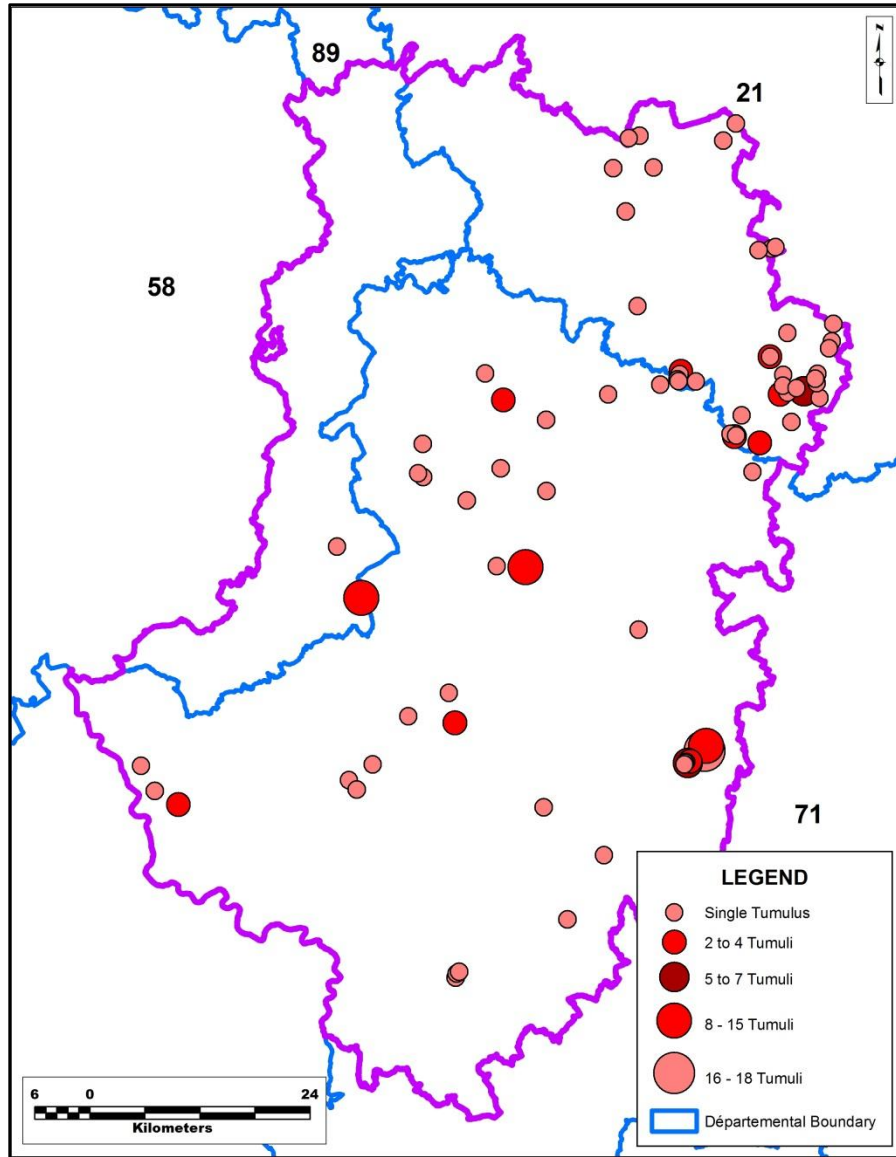 89
21
Z
58
71
LEGEND
Single Tumulus
2 to 4 Tumuli
5 to 7 Tumuli
8 - 15 Tumuli
16 - 18 Tumuli
Départemental Boundary
6 0 24
Kilometers